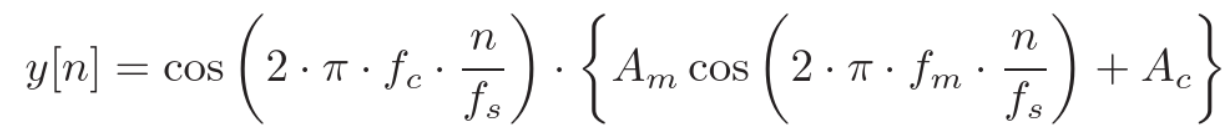 y[n] = cos(2 · π · f_c · n/f_s) · {A_m cos(2 · π · f_m · n/f_s) + A_c}